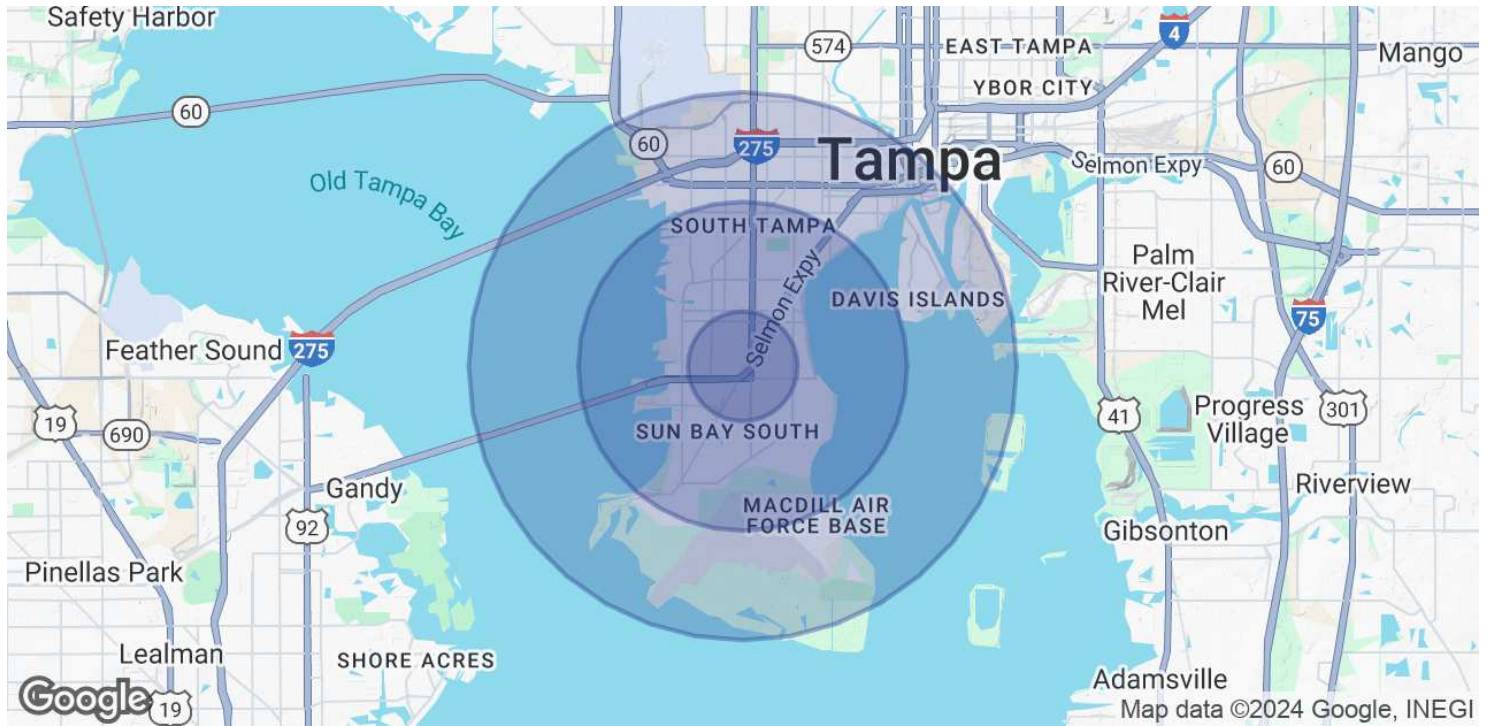 Safety Harbor
574
EAST TAMPA
4
Mango
YBOR CITY
60
60
275
Tampa
Selmon Expy
60
Old Tampa Bay
SOUTH TAMPA
Selmon Expy
Palm
River-Clair
Mel
DAVIS ISLANDS
75
Feather Sound
275
19
690
SUN BAY SOUTH
41
Progress
Village
301
Gandy
92
MACDILL AIR
FORCE BASE
Riverview
Gibsonton
Pinellas Park
Lealman
SHORE ACRES
Adamsville
Google
19
Map data ©2024 Google, INEGI